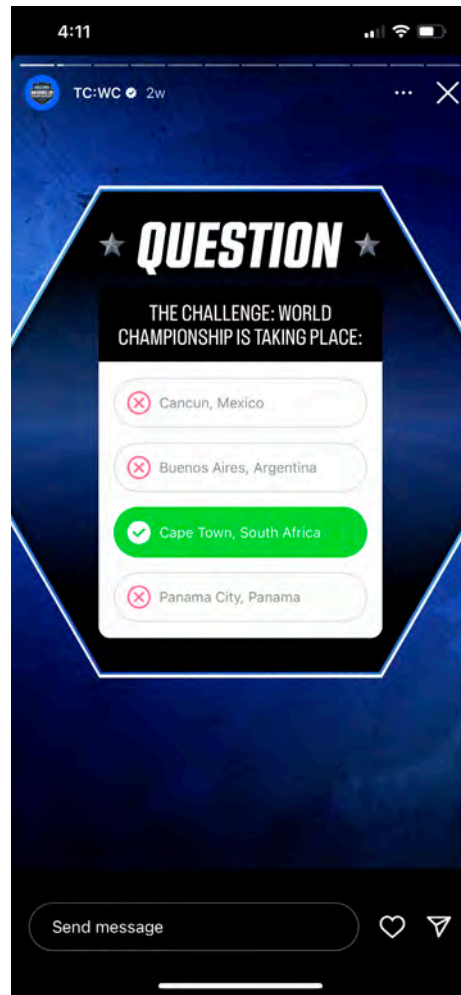 4:11
TC:WC 2w
QUESTION
THE CHALLENGE: WORLD
CHAMPIONSHIP IS TAKING PLACE:
Cancun, Mexico
Buenos Aires, Argentina
Cape Town, South Africa
Panama City, Panama
Send message